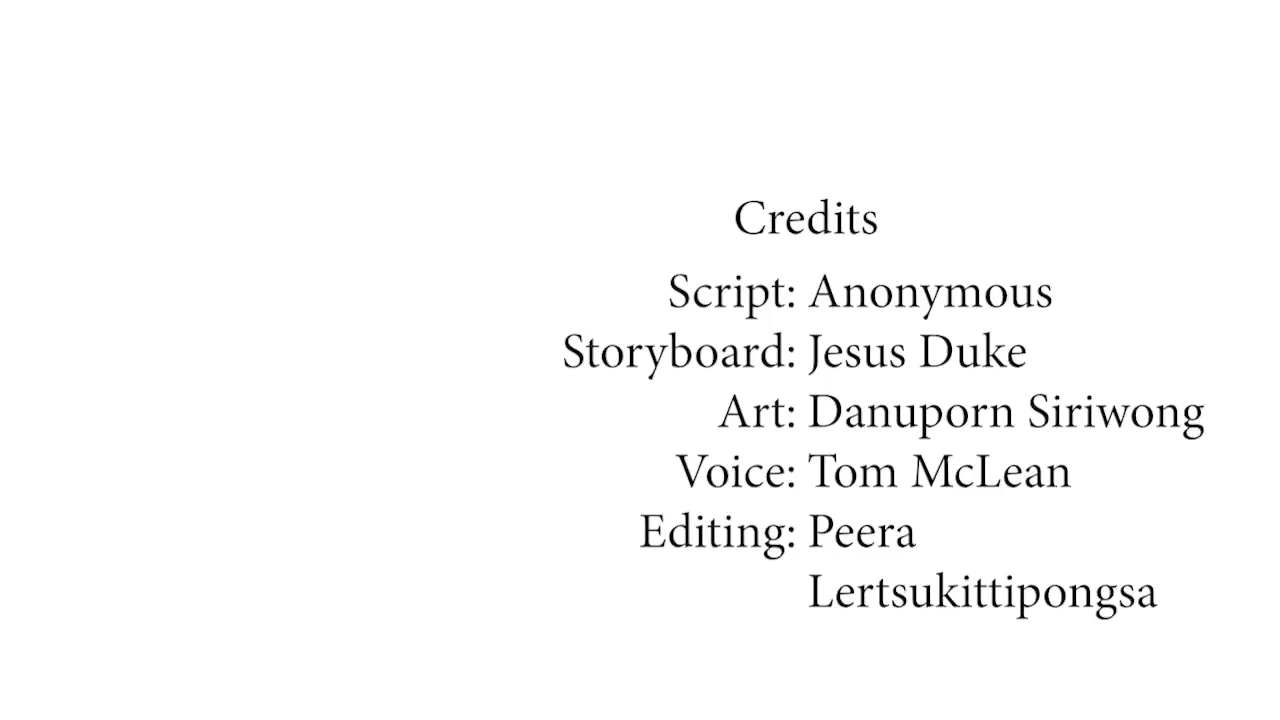 Credits
Script: Anonymous
Storyboard: Jesus Duke
Art: Danuporn Siriwong
Voice: Tom McLean
Editing: Peera
Lertsukittipongsa